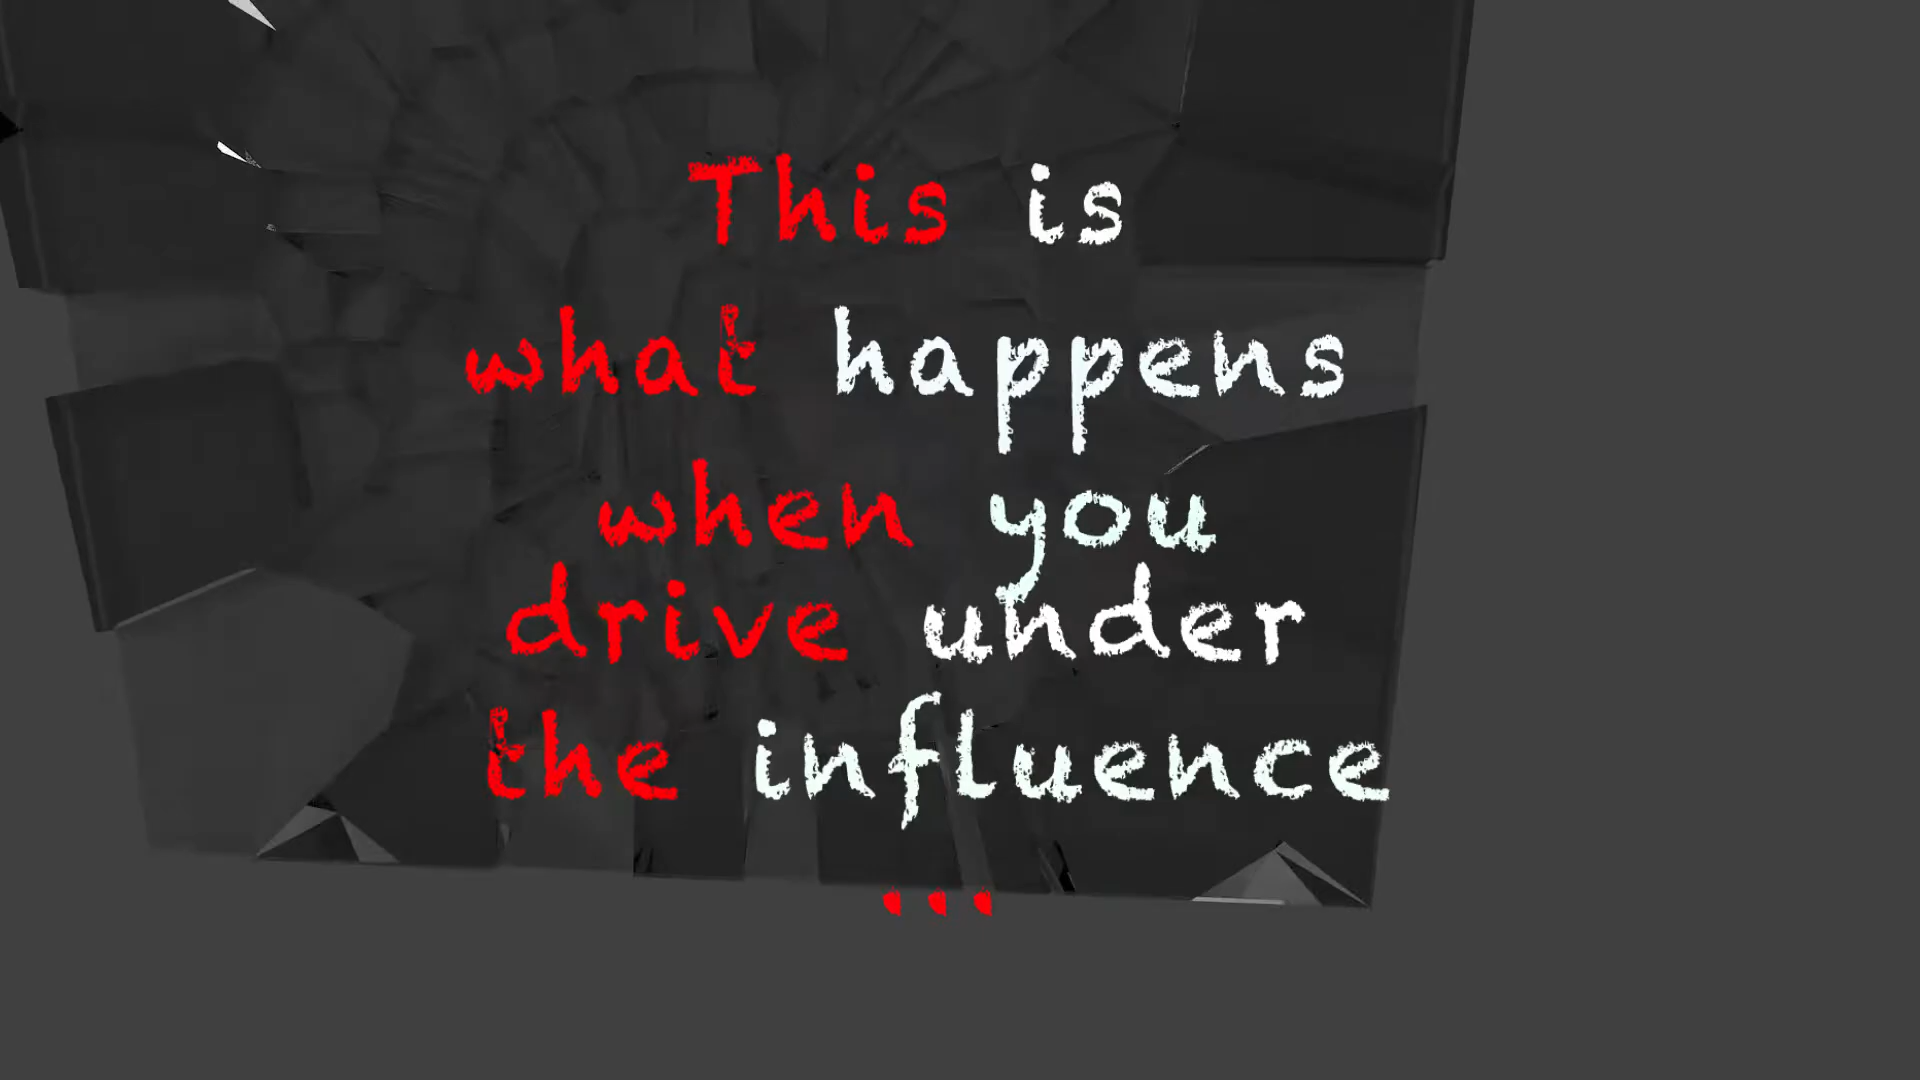 This is
what happens
when you
drive under
the influence
...